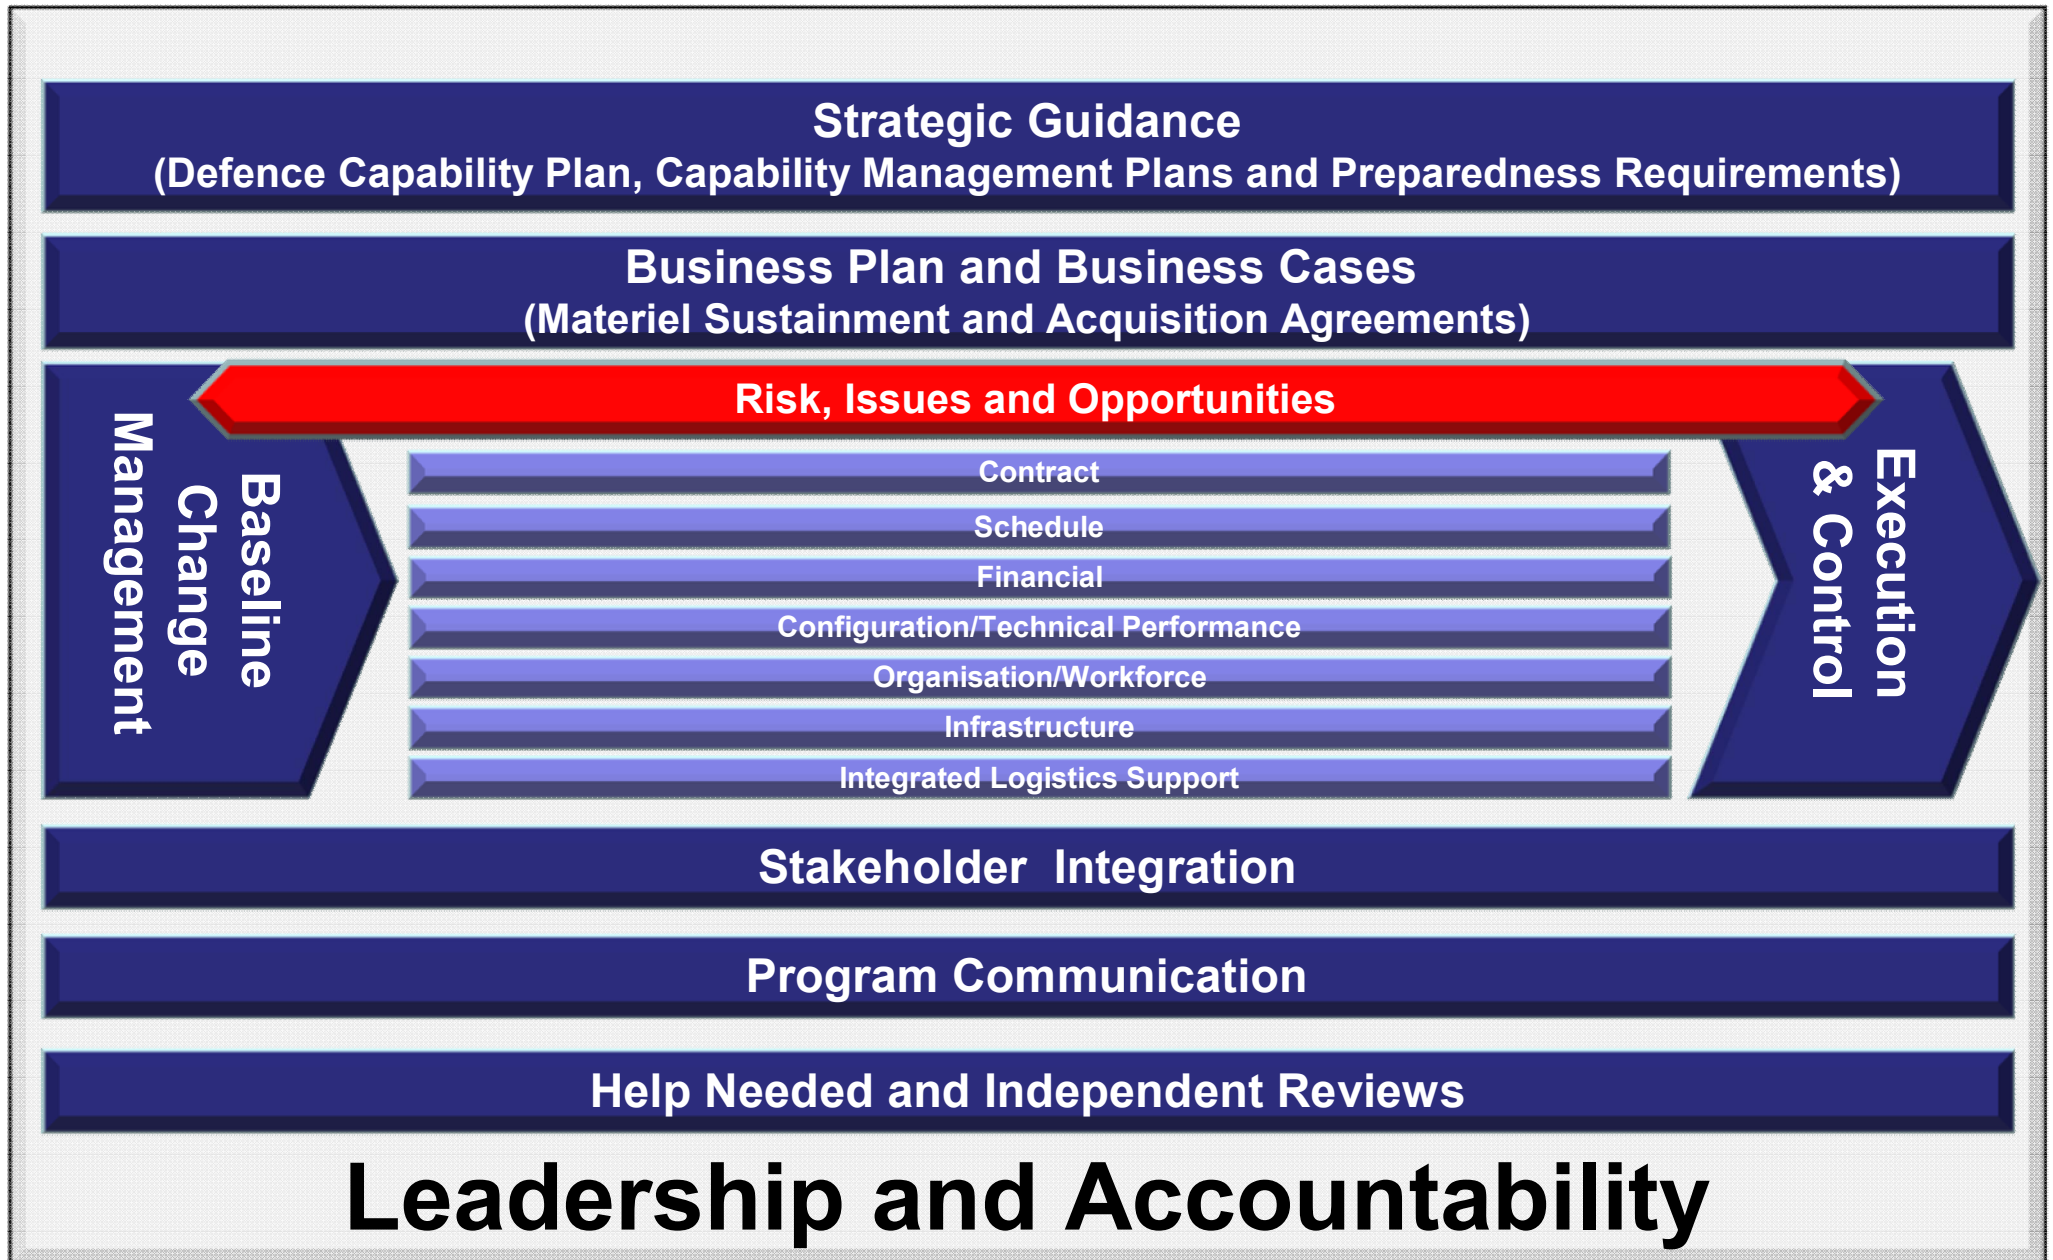 Strategic Guidance
(Defence Capability Plan, Capability Management Plans and Preparedness Requirements)
Business Plan and Business Cases
(Materiel Sustainment and Acquisition Agreements)
Risk, Issues and Opportunities
Baseline
Change
Management
Contract
Schedule
Financial
Configuration/Technical Performance
Organisation/Workforce
Infrastructure
Integrated Logistics Support
Execution
& Control
Stakeholder  Integration
Program Communication
Help Needed and Independent Reviews
Leadership and Accountability